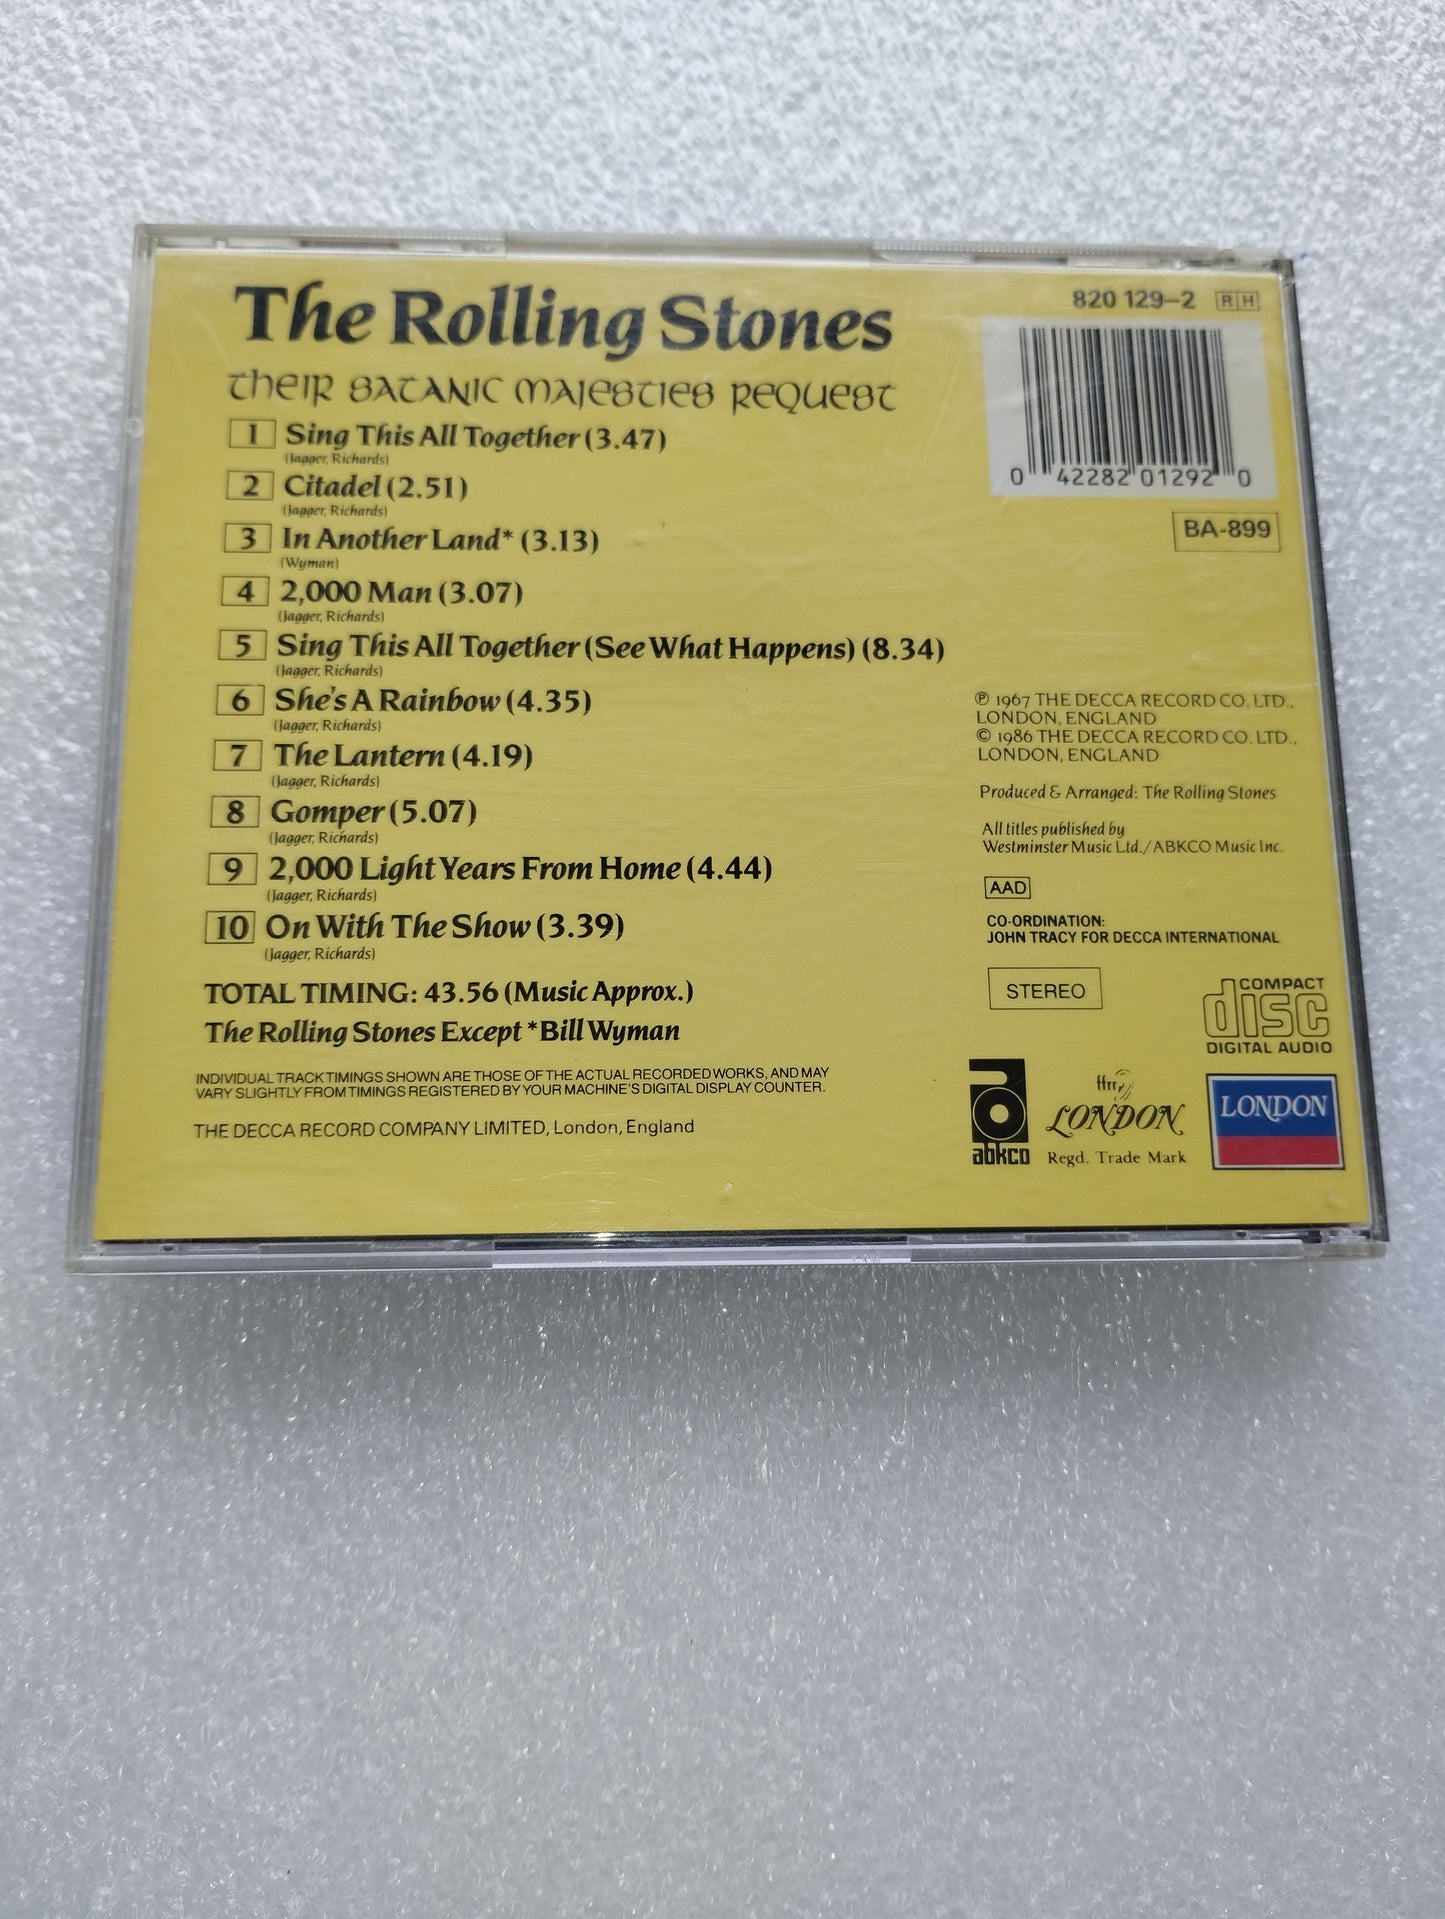 The Rolling Stones
Their Satanic Majesties Request
1 Sing This All Together (3.47)
(Jagger, Richards)
2 Citadel (2.51)
(Jagger, Richards)
3 In Another Land* (3.13)
(Wyman)
4 2,000 Man (3.07)
(Jagger, Richards)
5 Sing This All Together (See What Happens) (8.34)
(Jagger, Richards)
6 She's A Rainbow (4.35)
(Jagger, Richards)
7 The Lantern (4.19)
(Jagger, Richards)
8 Gomper (5.07)
(Jagger, Richards)
9 2,000 Light Years From Home (4.44)
(Jagger, Richards)
10 On With The Show (3.39)
(Jagger, Richards)
TOTAL TIMING: 43.56 (Music Approx.)
The Rolling Stones Except *Bill Wyman
INDIVIDUAL TRACK TIMINGS SHOWN ARE THOSE OF THE ACTUAL RECORDED WORKS, AND MAY
VARY SLIGHTLY FROM TIMINGS REGISTERED BY YOUR MACHINE'S DIGITAL DISPLAY COUNTER.
THE DECCA RECORD COMPANY LIMITED, London, England
820 129-2 RH
0 42282 01292 0
BA-899
℗ 1967 THE DECCA RECORD CO. LTD.,
LONDON, ENGLAND
© 1986 THE DECCA RECORD CO. LTD.,
LONDON, ENGLAND
Produced & Arranged: The Rolling Stones
All titles published by
Westminster Music Ltd./ABKCO Music Inc.
AAD
CO-ORDINATION:
JOHN TRACY FOR DECCA INTERNATIONAL
STEREO
COMPACT
disc
DIGITAL AUDIO
abkco
ffrr
LONDON
Regd. Trade Mark
LONDON